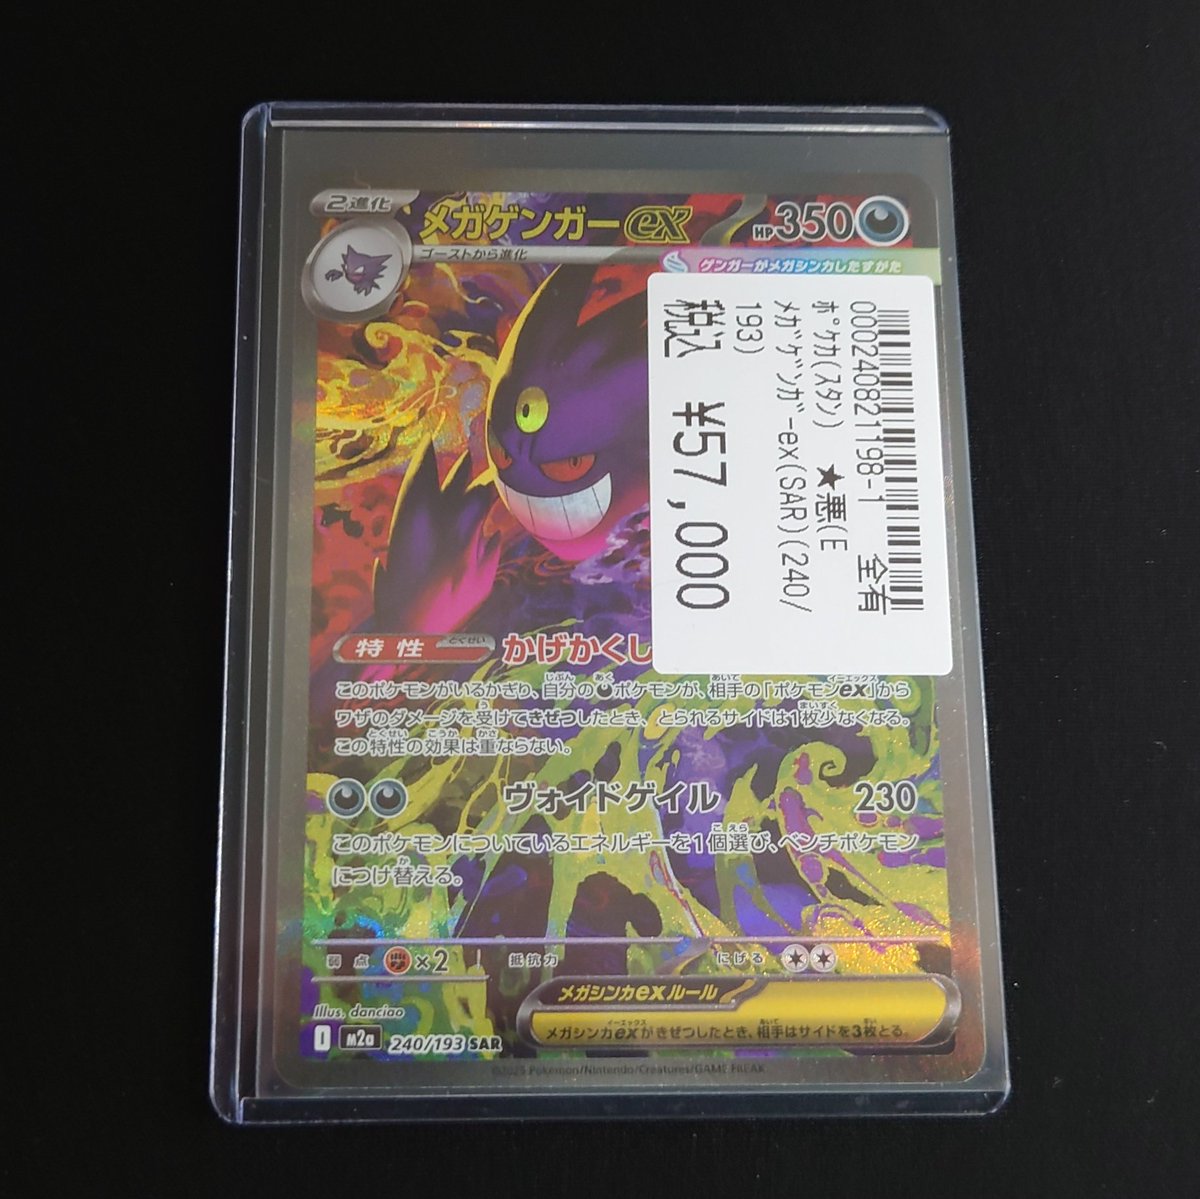 2進化
メガゲンガーex
HP350
ゴーストから進化
ゲンガーがメガシンカしたすがた
000240821198-1
全有
ﾎﾟｹｶ(ｽﾀﾝ) ★悪(E
ﾒｶﾞｹﾞﾝｶﾞｰex(SAR)(240/
193)
税込 ¥57,000
特性 とくせい かげかくし
このポケモンがいるかぎり、自分の悪ポケモンが、相手の「ポケモンex」から
ワザのダメージを受けてきぜつしたとき、とられるサイドは1枚少なくなる。
この特性の効果は重ならない。
ヴォイドゲイル 230
このポケモンについているエネルギーを1個選び、ベンチポケモン
につけ替える。
弱点 ×2 抵抗力 にげる
メガシンカexルール
メガシンカexがきぜつしたとき、相手はサイドを3枚とる。
Illus. danciao
I m2a 240/193 SAR
©2025 Pokémon/Nintendo/Creatures/GAME FREAK